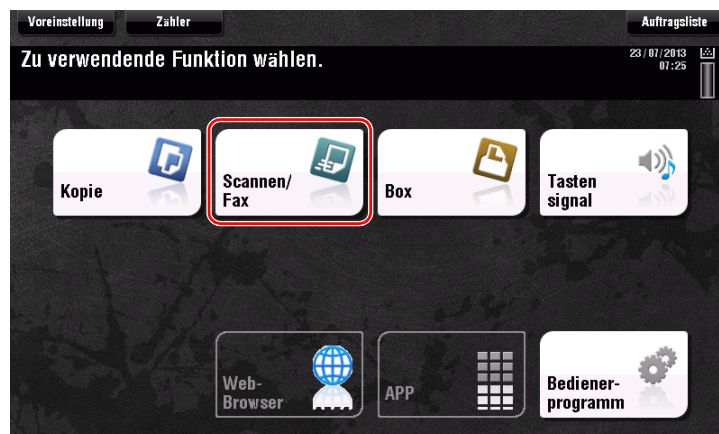 Voreinstellung
Zähler
Auftragsliste
Zu verwendende Funktion wählen.
23/07/2013
07:25
Kopie
Scannen/
Fax
Box
Tasten
signal
Web-
Browser
APP
Bediener-
programm